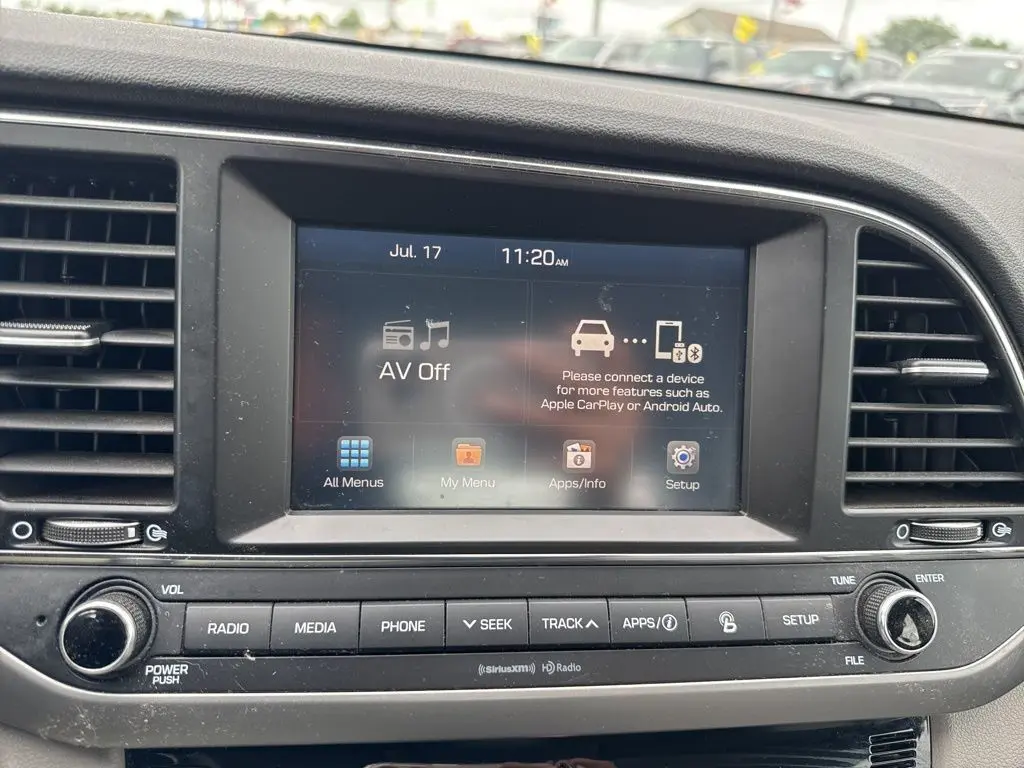 Jul. 17
11:20 AM
AV Off
Please connect a device
for more features such as
Apple CarPlay or Android Auto.
All Menus
My Menu
Apps/Info
Setup
VOL
TUNE
ENTER
RADIO
MEDIA
PHONE
SEEK
TRACK
APPS/i
SETUP
POWER
PUSH
FILE
SiriusXM
HD Radio